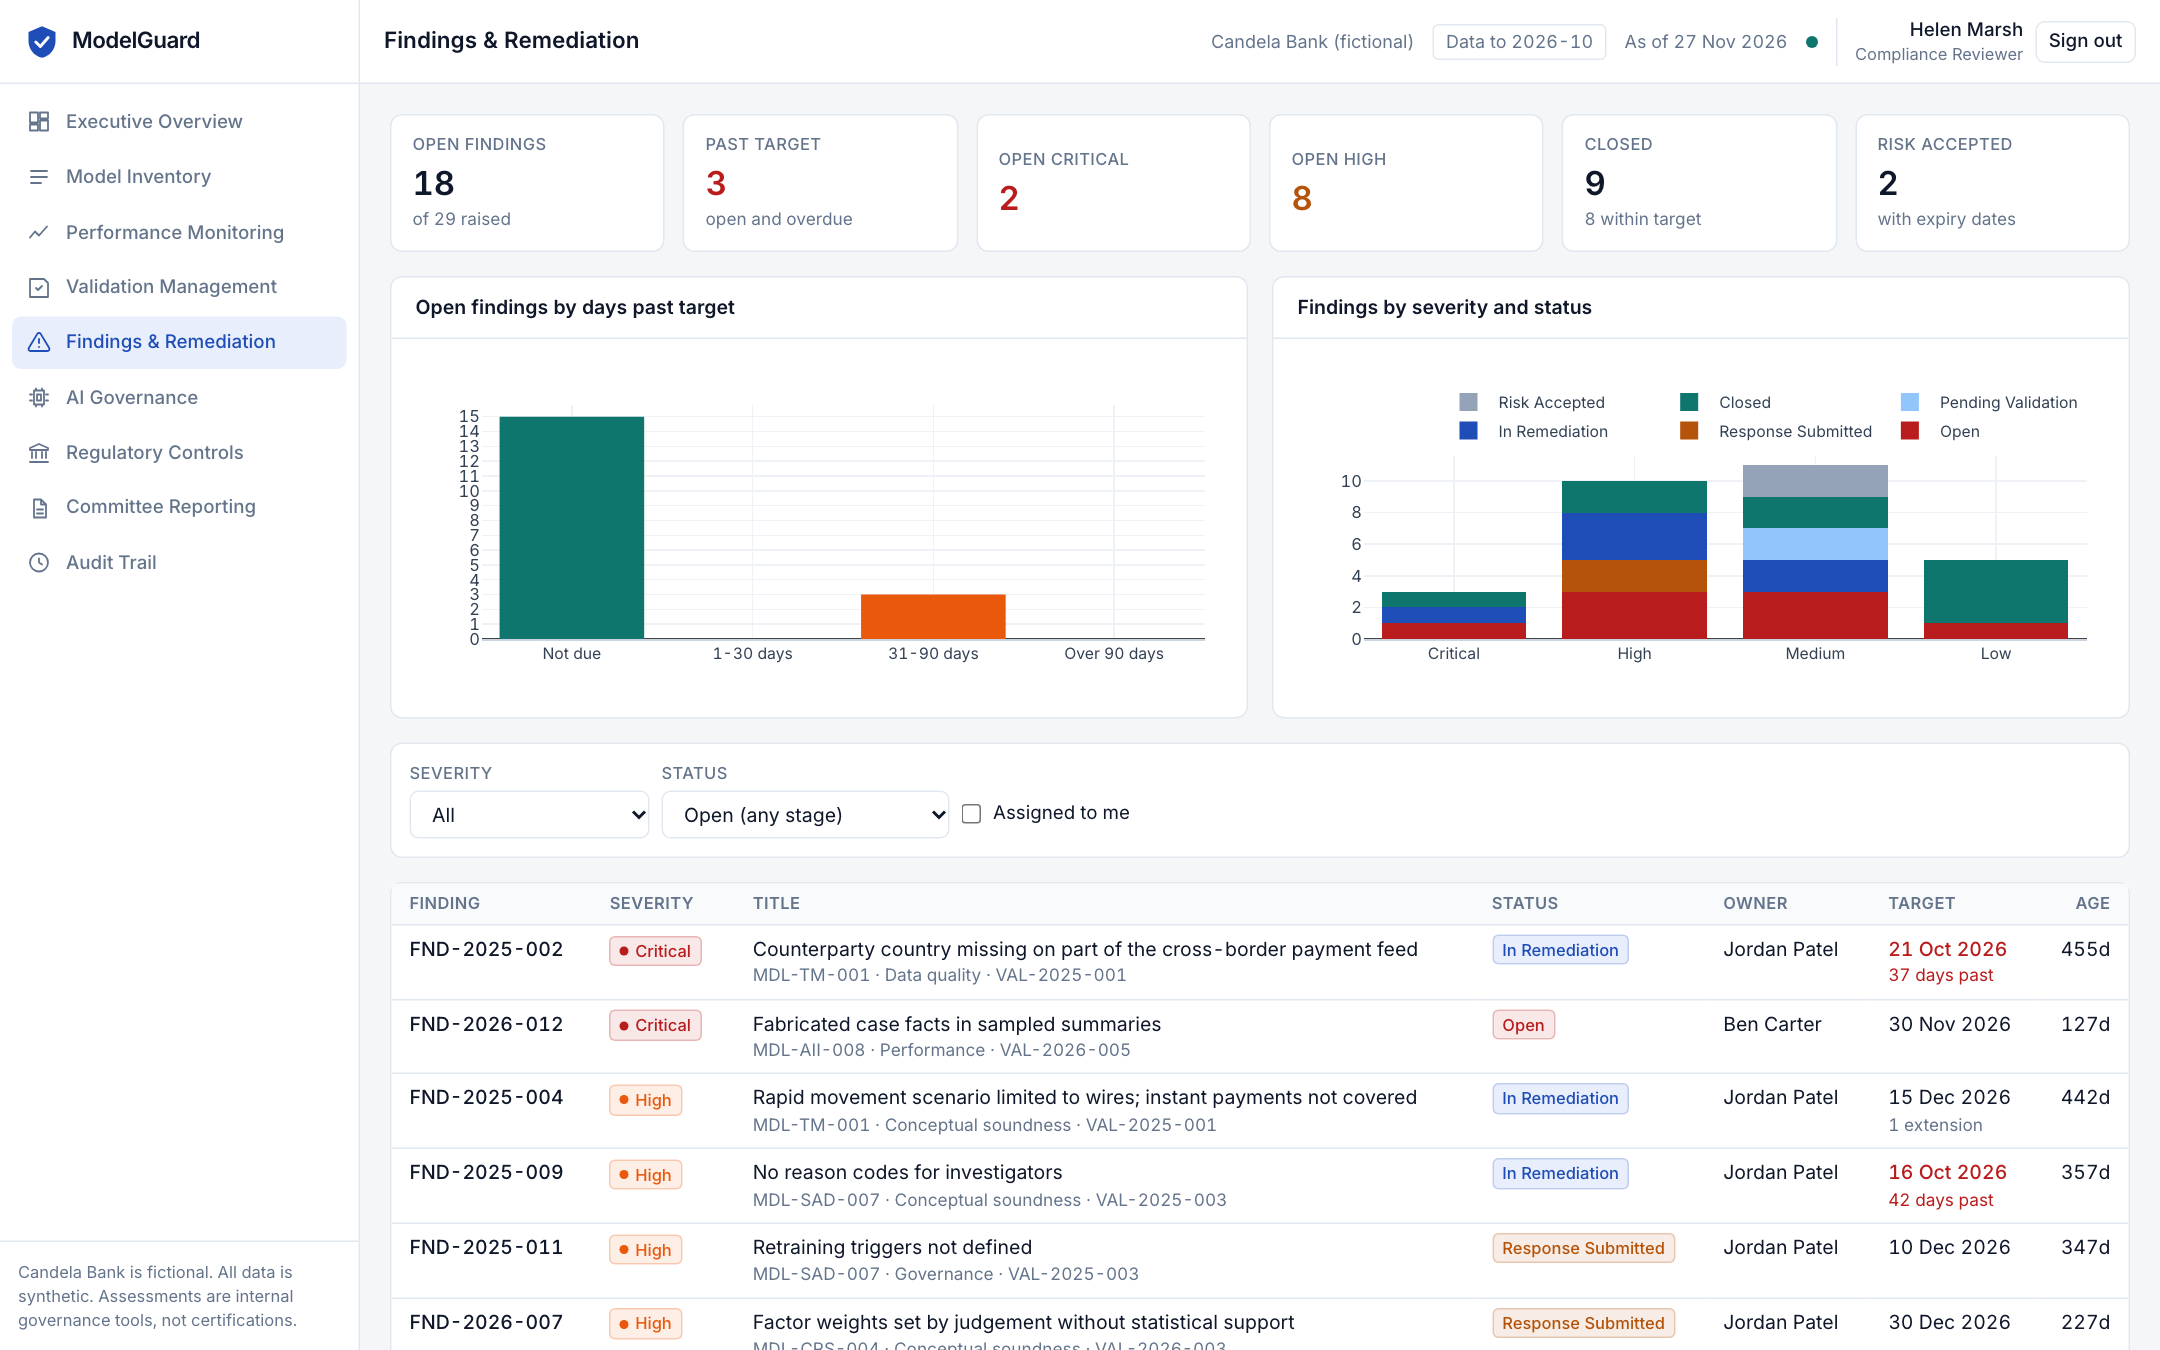 ModelGuard
Findings & Remediation
Candela Bank (fictional)
Data to 2026-10
As of 27 Nov 2026
Helen Marsh
Compliance Reviewer
Sign out
Executive Overview
Model Inventory
Performance Monitoring
Validation Management
Findings & Remediation
AI Governance
Regulatory Controls
Committee Reporting
Audit Trail
Candela Bank is fictional. All data is
synthetic. Assessments are internal
governance tools, not certifications.
OPEN FINDINGS
18
of 29 raised
PAST TARGET
3
open and overdue
OPEN CRITICAL
2
OPEN HIGH
8
CLOSED
9
8 within target
RISK ACCEPTED
2
with expiry dates
Open findings by days past target
15
14
13
12
11
10
9
8
7
6
5
4
3
2
1
0
Not due 1-30 days 31-90 days Over 90 days
Findings by severity and status
Risk Accepted Closed Pending Validation
In Remediation Response Submitted Open
10
8
6
4
2
0
Critical High Medium Low
SEVERITY
All
STATUS
Open (any stage)
Assigned to me
FINDING SEVERITY TITLE STATUS OWNER TARGET AGE
FND-2025-002 Critical Counterparty country missing on part of the cross-border payment feed In Remediation Jordan Patel 21 Oct 2026 455d
MDL-TM-001 · Data quality · VAL-2025-001 37 days past
FND-2026-012 Critical Fabricated case facts in sampled summaries Open Ben Carter 30 Nov 2026 127d
MDL-AII-008 · Performance · VAL-2026-005
FND-2025-004 High Rapid movement scenario limited to wires; instant payments not covered In Remediation Jordan Patel 15 Dec 2026 442d
MDL-TM-001 · Conceptual soundness · VAL-2025-001 1 extension
FND-2025-009 High No reason codes for investigators In Remediation Jordan Patel 16 Oct 2026 357d
MDL-SAD-007 · Conceptual soundness · VAL-2025-003 42 days past
FND-2025-011 High Retraining triggers not defined Response Submitted Jordan Patel 10 Dec 2026 347d
MDL-SAD-007 · Governance · VAL-2025-003
FND-2026-007 High Factor weights set by judgement without statistical support Response Submitted Jordan Patel 30 Dec 2026 227d
MDL-CRS-004 · Conceptual soundness · VAL-2026-003